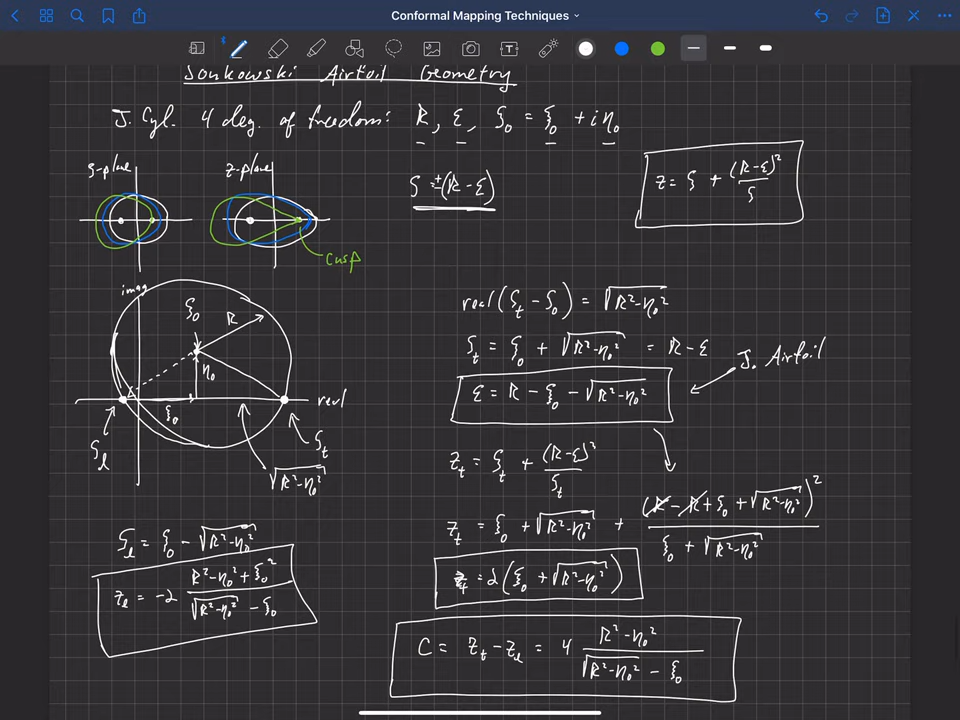 Conformal Mapping Techniques
Joukowski Airfoil Geometry
J. Cyl. 4 deg. of freedom: R, ε, ζ₀ = ξ₀ + iη₀
ζ-plane
z-plane
ζ = ±(R - ε)
z = ζ + (R-ε)²/ζ
cusp
imag
ζ₀
R
η₀
ξ₀
real
ζₗ
ζₜ
√(R²-η₀²)
real(ζₜ - ζ₀) = √(R²-η₀²)
ζₜ = ξ₀ + √(R²-η₀²) = R - ε
J. Airfoil
ε = R - ξ₀ - √(R²-η₀²)
zₜ = ζₜ + (R-ε)²/ζₜ
zₜ = ξ₀ + √(R²-η₀²) + (R - R + ξ₀ + √(R²-η₀²))²/(ξ₀ + √(R²-η₀²))
zₜ = 2(ξ₀ + √(R²-η₀²))
ζₗ = ξ₀ - √(R²-η₀²)
zₗ = -2 (R²-η₀²+ξ₀²)/(√(R²-η₀²) - ξ₀)
C = zₜ - zₗ = 4 (R²-η₀²)/(√(R²-η₀²) - ξ₀)